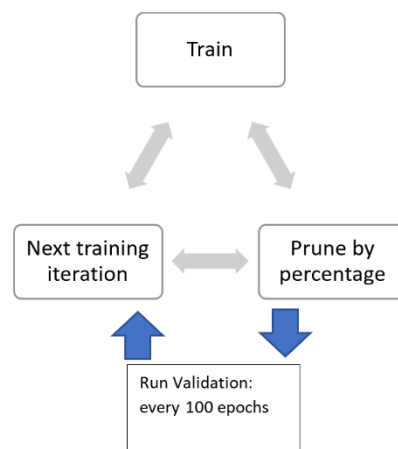 Train
Next training
iteration
Prune by
percentage
Run Validation:
every 100 epochs